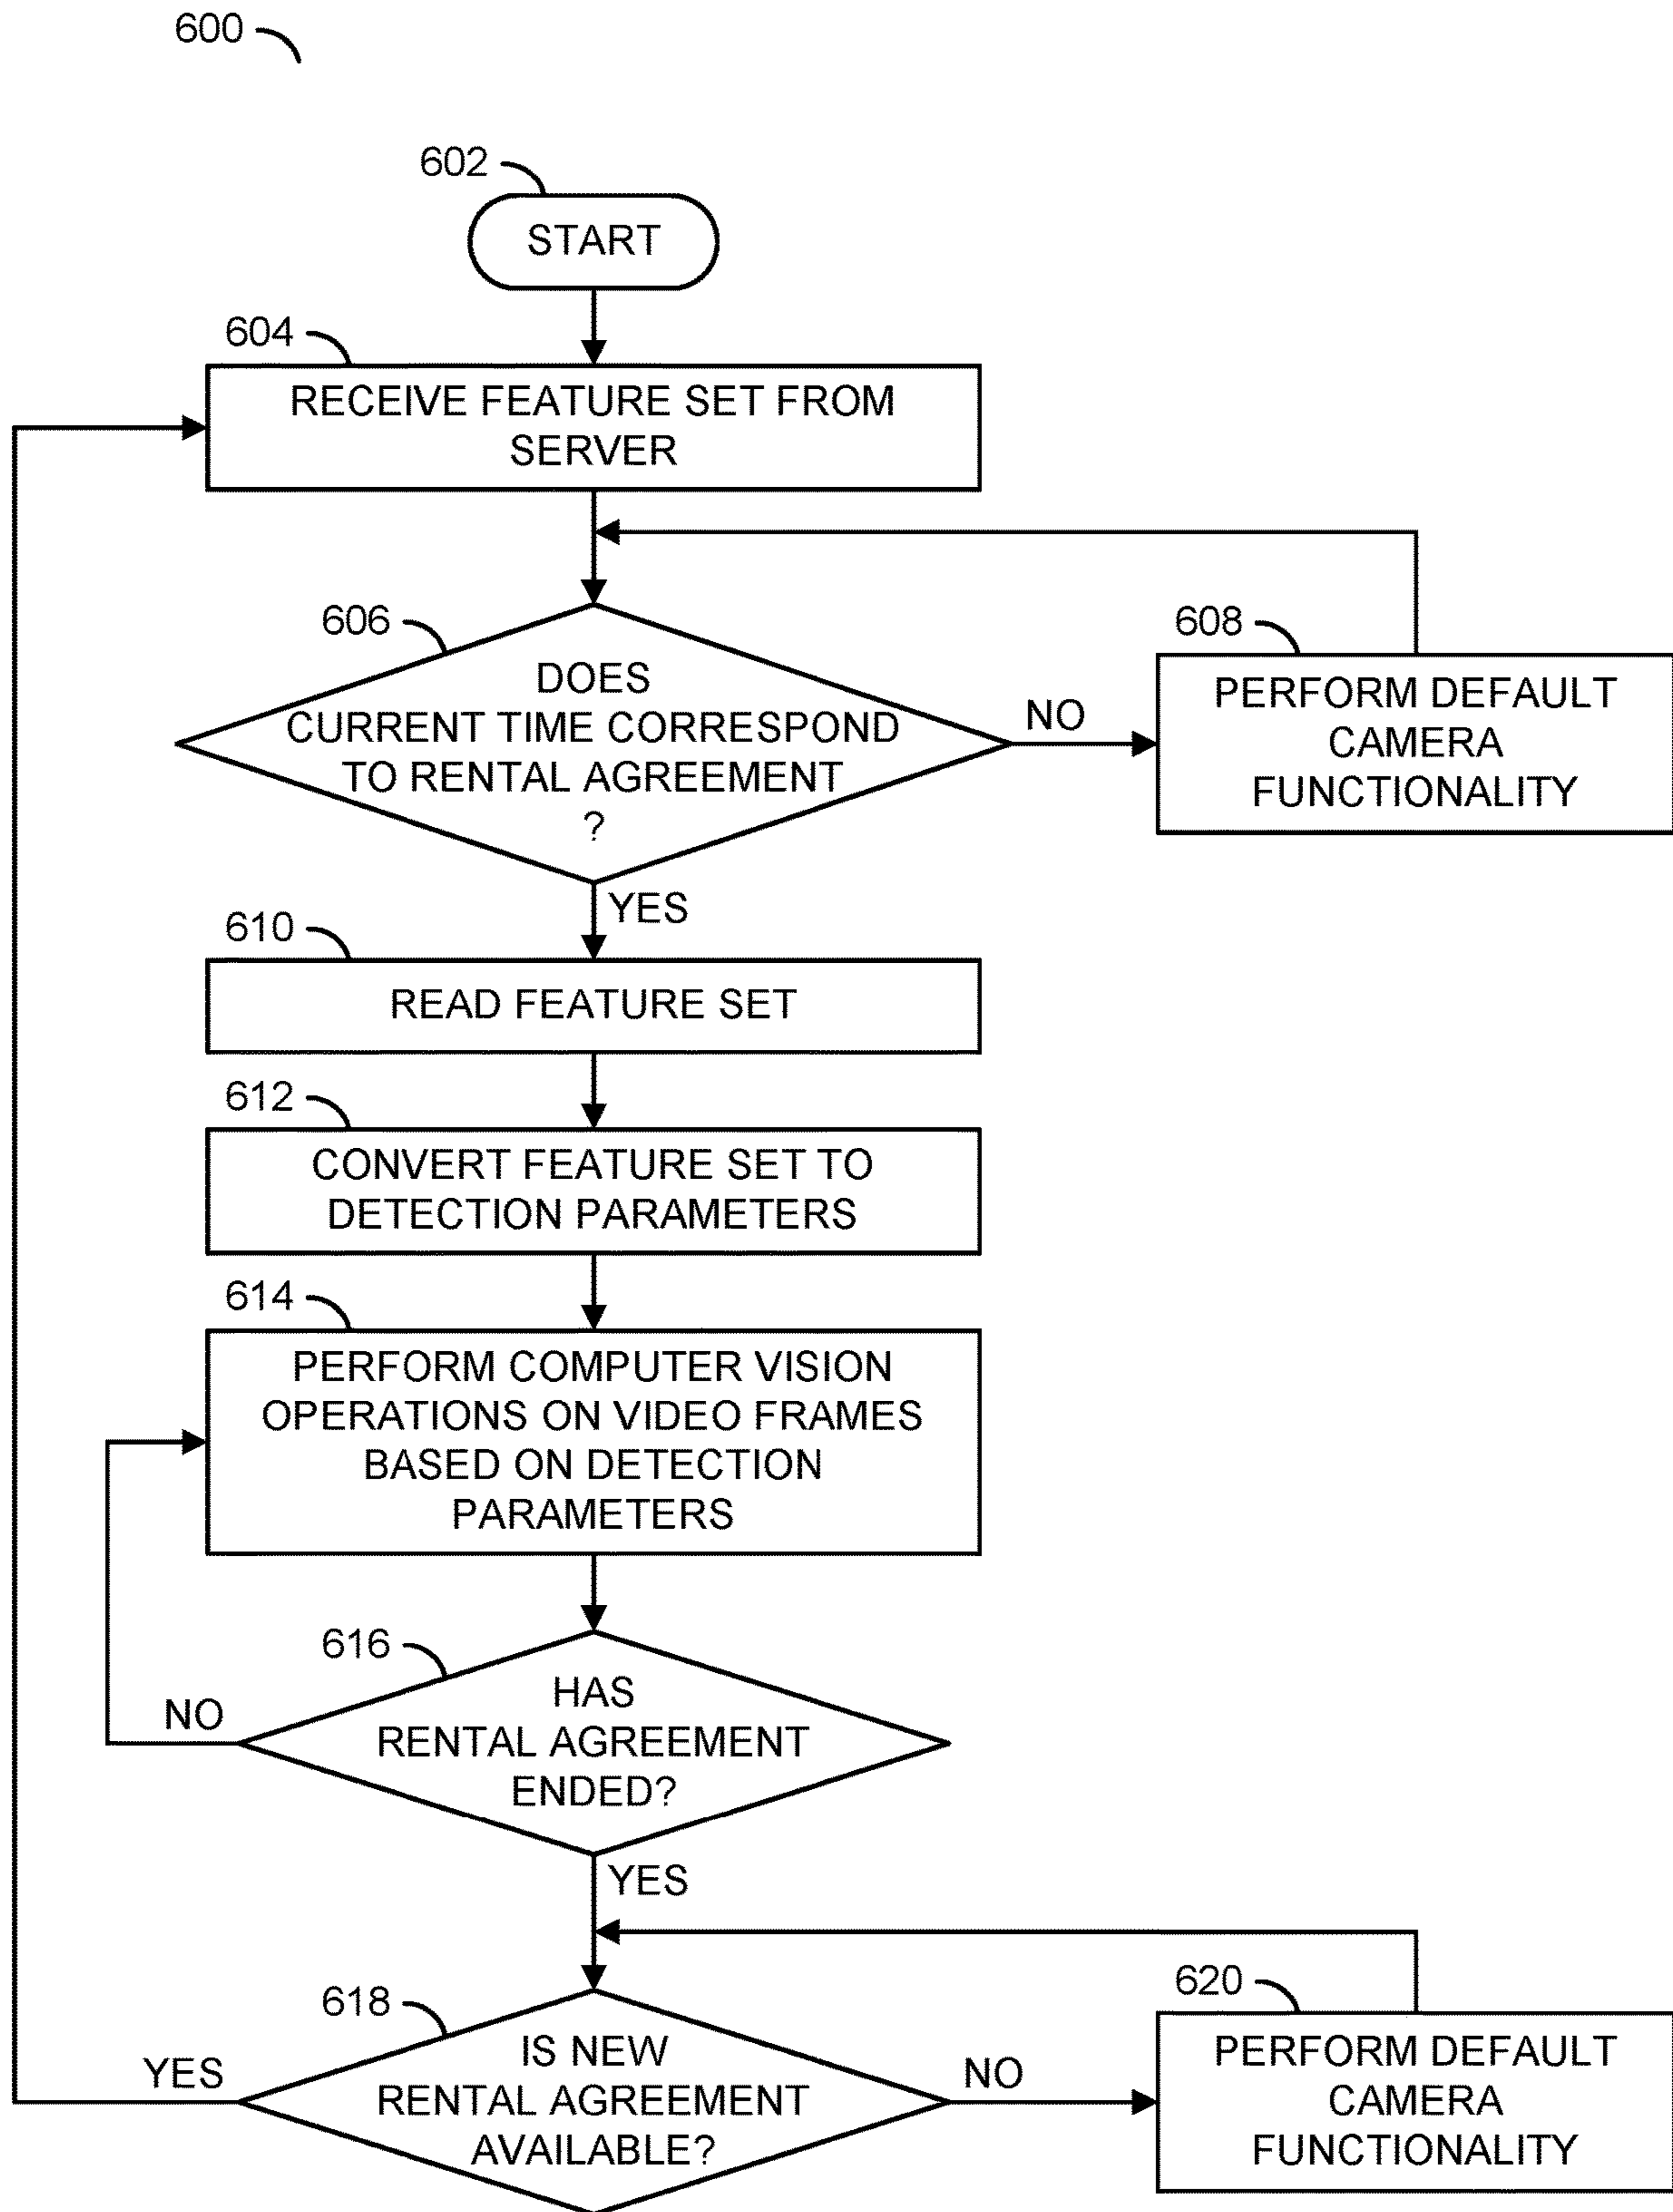 600
602
START
604
RECEIVE FEATURE SET FROM
SERVER
606
DOES
CURRENT TIME CORRESPOND
TO RENTAL AGREEMENT
?
NO
608
PERFORM DEFAULT
CAMERA
FUNCTIONALITY
YES
610
READ FEATURE SET
612
CONVERT FEATURE SET TO
DETECTION PARAMETERS
614
PERFORM COMPUTER VISION
OPERATIONS ON VIDEO FRAMES
BASED ON DETECTION
PARAMETERS
616
HAS
RENTAL AGREEMENT
ENDED?
NO
YES
618
IS NEW
RENTAL AGREEMENT
AVAILABLE?
YES
NO
620
PERFORM DEFAULT
CAMERA
FUNCTIONALITY